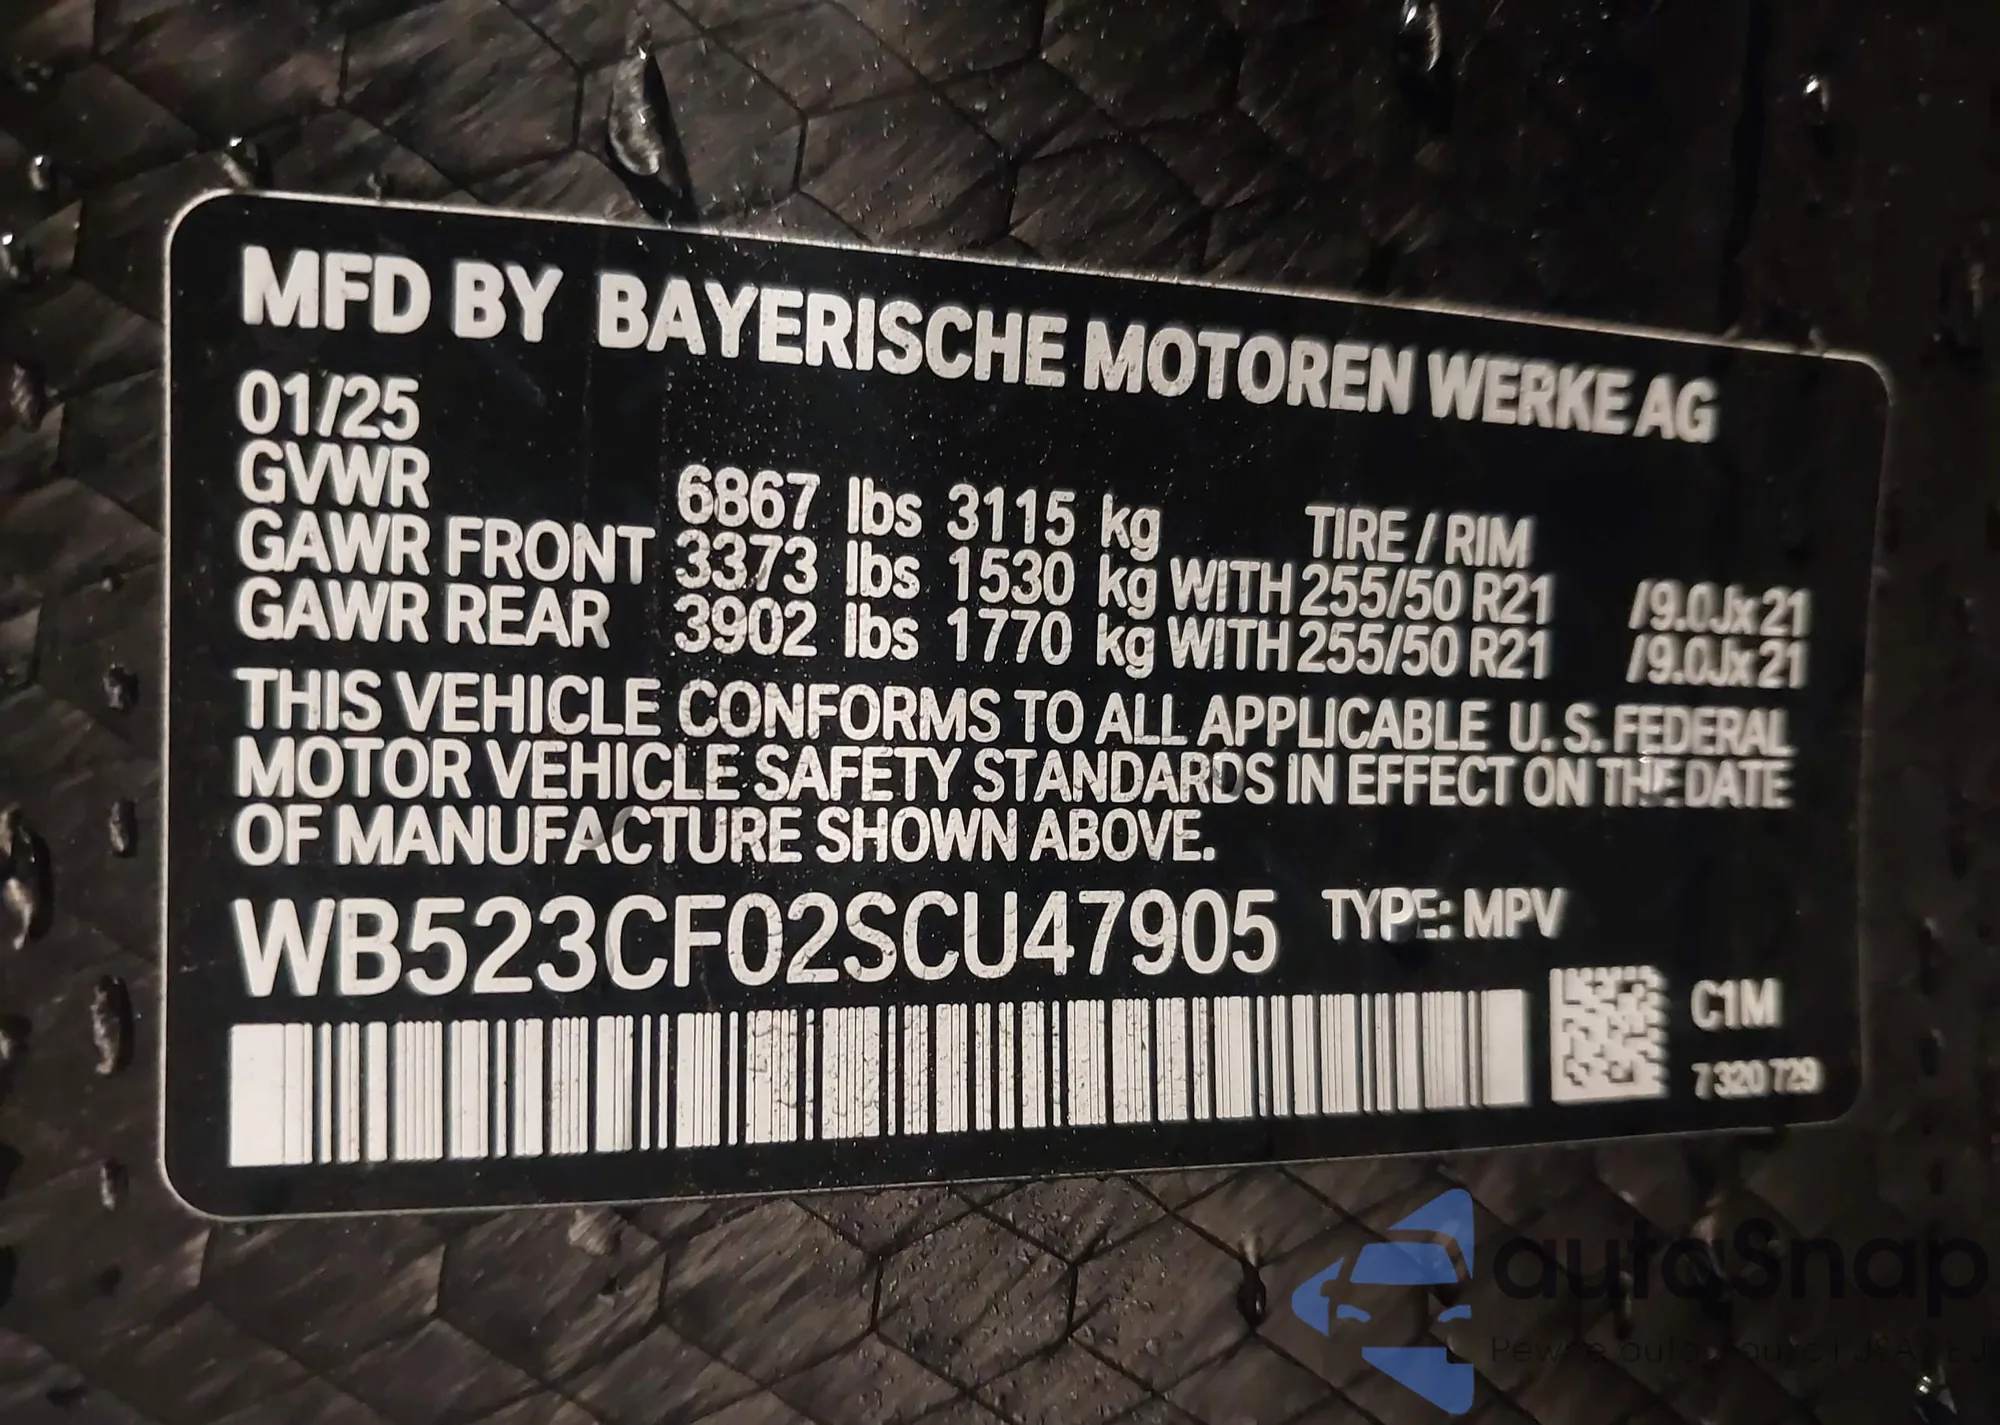 MFD BY BAYERISCHE MOTOREN WERKE AG
01/25
GVWR 6867 lbs 3115 kg TIRE / RIM
GAWR FRONT 3373 lbs 1530 kg WITH 255/50 R21 /9.0Jx21
GAWR REAR 3902 lbs 1770 kg WITH 255/50 R21 /9.0Jx21
THIS VEHICLE CONFORMS TO ALL APPLICABLE U.S. FEDERAL
MOTOR VEHICLE SAFETY STANDARDS IN EFFECT ON THE DATE
OF MANUFACTURE SHOWN ABOVE.
WB523CF02SCU47905 TYPE: MPV
C1M
7 320 729
autoSnap